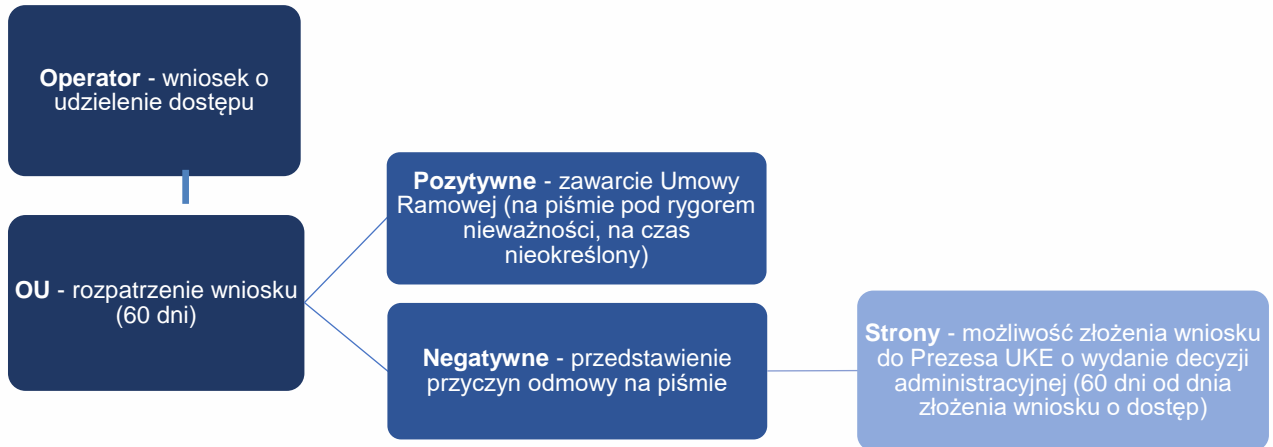 Operator - wniosek o
udzielenie dostępu
Pozytywne - zawarcie Umowy
Ramowej (na piśmie pod rygorem
nieważności, na czas
nieokreślony)
OU - rozpatrzenie wniosku
(60 dni)
Negatywne - przedstawienie
przyczyn odmowy na piśmie
Strony - możliwość złożenia wniosku
do Prezesa UKE o wydanie decyzji
administracyjnej (60 dni od dnia
złożenia wniosku o dostęp)